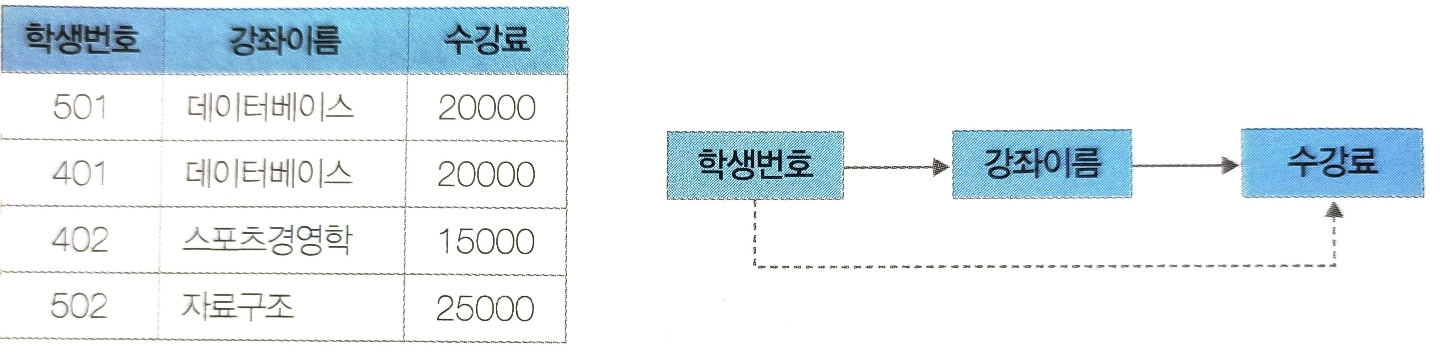 학생번호 강좌이름 수강료
501 데이터베이스 20000
401 데이터베이스 20000
402 스포츠경영학 15000
502 자료구조 25000
학생번호 강좌이름 수강료